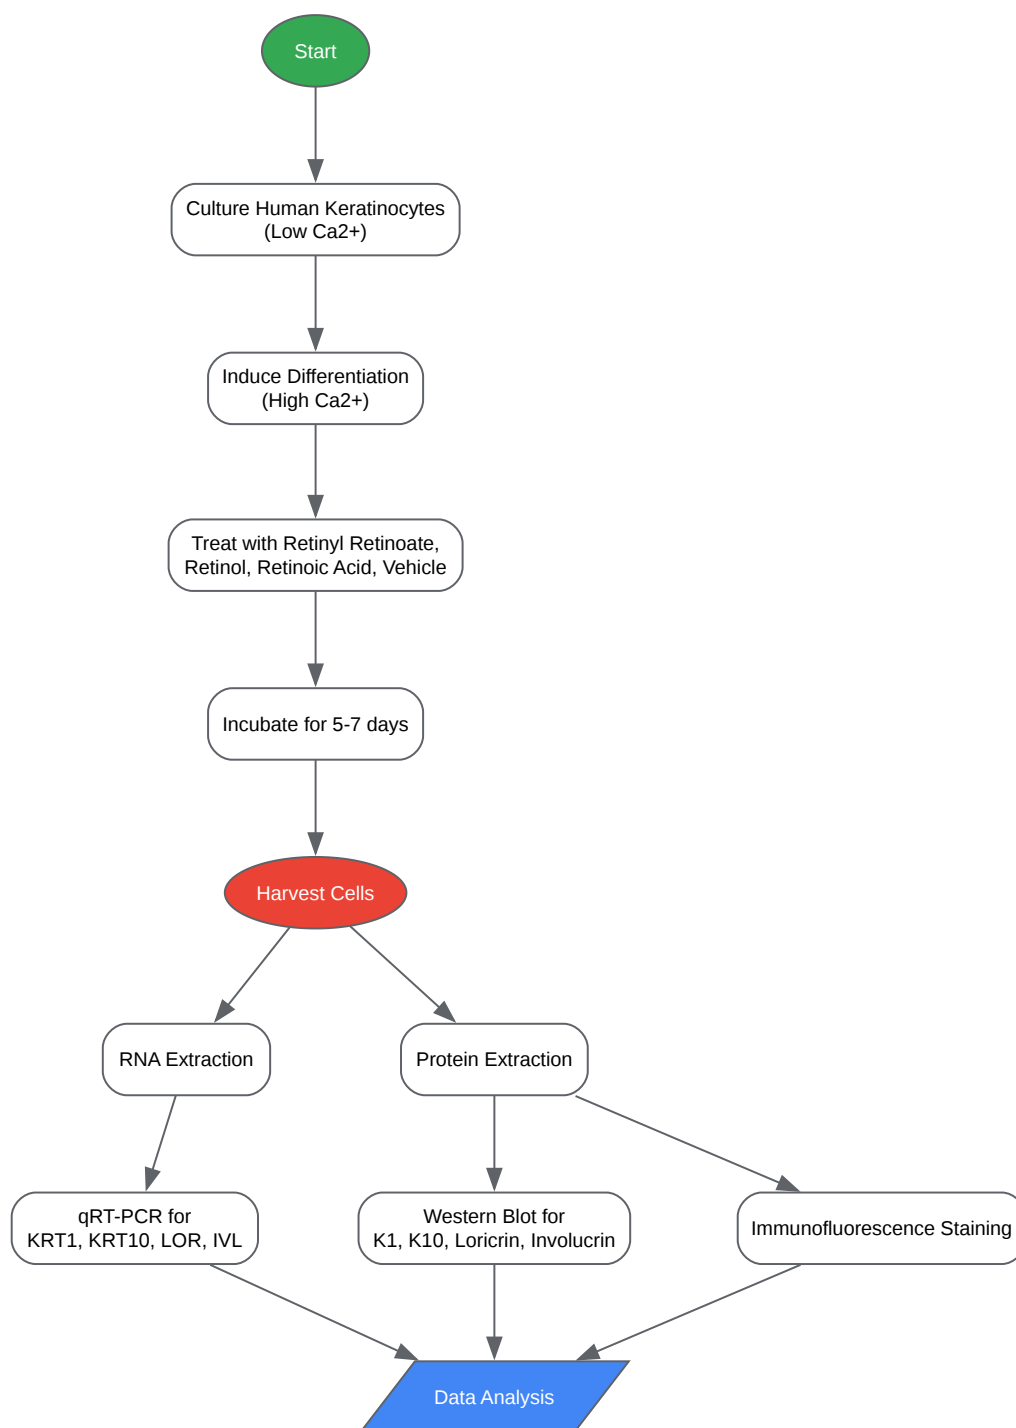 Start
Culture Human Keratinocytes
(Low Ca2+)
Induce Differentiation
(High Ca2+)
Treat with Retinyl Retinoate,
Retinol, Retinoic Acid, Vehicle
Incubate for 5-7 days
Harvest Cells
RNA Extraction
Protein Extraction
qRT-PCR for
KRT1, KRT10, LOR, IVL
Western Blot for
K1, K10, Loricrin, Involucrin
Immunofluorescence Staining
Data Analysis